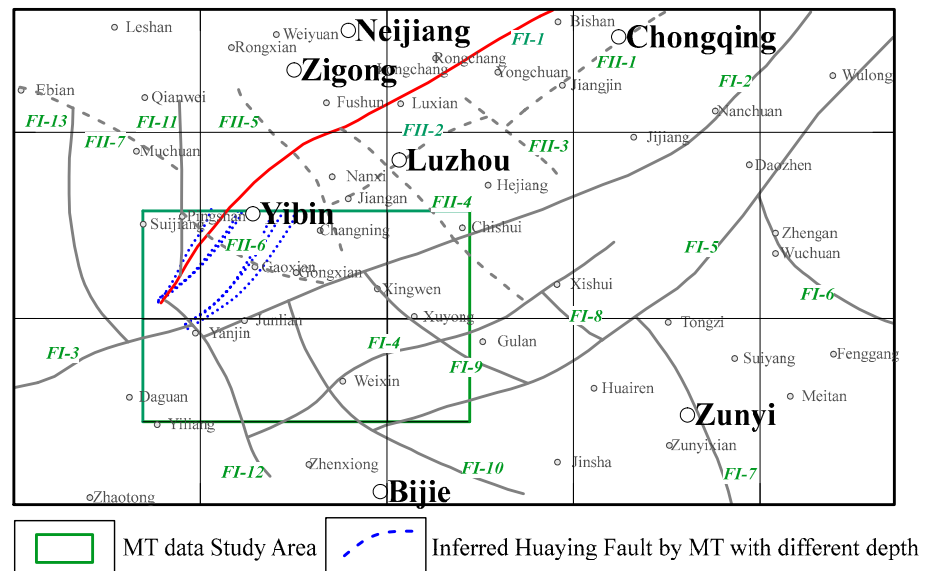 Leshan
Weiyuan
Neijiang
Bishan
FI-1
Chongqing
Rongxian
Zigong
Rongchang
Yongchuan
FII-1
FI-2
Wulong
Ebian
Qianwei
Fushun
Luxian
Jiangjin
Nanchuan
FI-13
FI-11
FII-5
FII-2
FII-7
Muchuan
FII-3
Jijiang
Luzhou
Daozhen
Nanxi
Hejiang
Jiangan
FII-4
Pingshan
Yibin
Suijiang
Changning
Chishui
Zhengan
FII-6
FI-5
Wuchuan
Gaoxian
Gongxian
Xingwen
Xishui
FI-6
Junlian
Xuyong
FI-8
Tongzi
Yanjin
FI-4
Gulan
FI-3
FI-9
Suiyang
Fenggang
Weixin
Huairen
Daguan
Meitan
Yiliang
Zunyi
Zunyixian
Zhenxiong
FI-12
FI-10
Jinsha
FI-7
Zhaotong
Bijie
MT data Study Area
Inferred Huaying Fault by MT with different depth